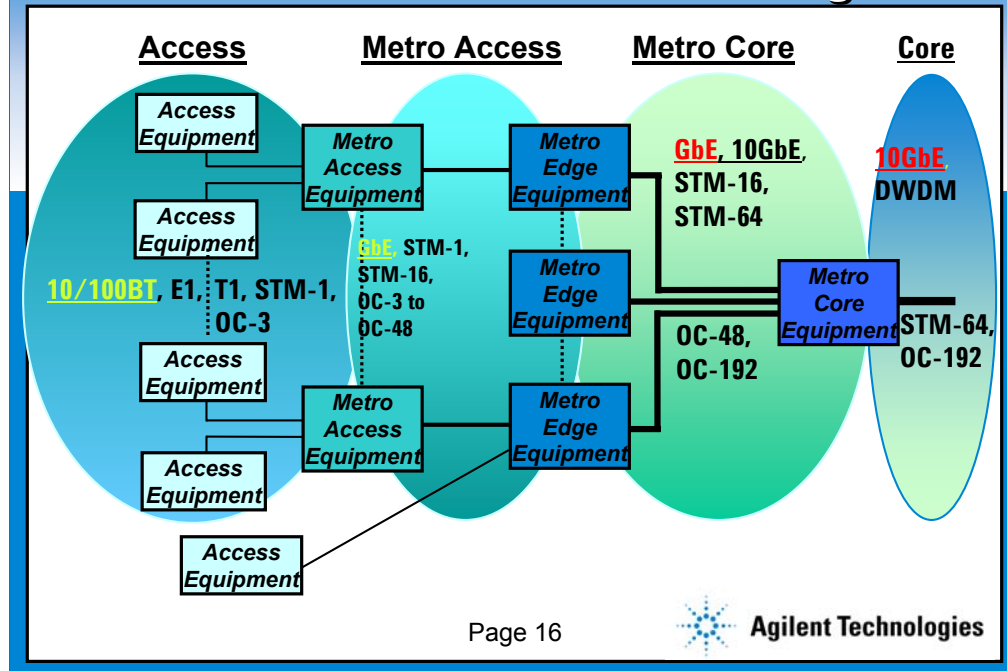 Access
Metro Access
Metro Core
Core
Access
Equipment
Access
Equipment
10/100BT, E1, T1, STM-1,
OC-3
Access
Equipment
Access
Equipment
Access
Equipment
Metro
Access
Equipment
GbE, STM-1,
STM-16,
OC-3 to
OC-48
Metro
Access
Equipment
Metro
Edge
Equipment
Metro
Edge
Equipment
Metro
Edge
Equipment
GbE, 10GbE,
STM-16,
STM-64
OC-48,
OC-192
Metro
Core
Equipment
10GbE,
DWDM
STM-64,
OC-192
Page 16
Agilent Technologies